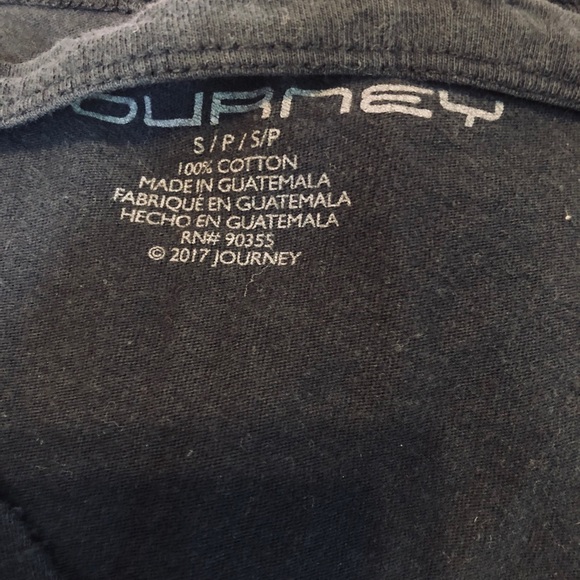 JOURNEY
S/P/S/P
100% COTTON
MADE IN GUATEMALA
FABRIQUÉ EN GUATEMALA
HECHO EN GUATEMALA
RN# 90355
© 2017 JOURNEY